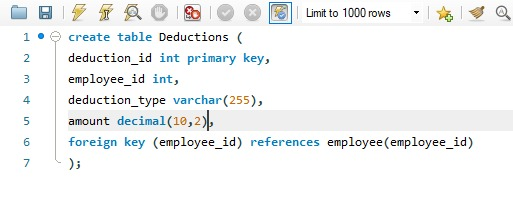 Limit to 1000 rows
1 create table Deductions (
2 deduction_id int primary key,
3 employee_id int,
4 deduction_type varchar(255),
5 amount decimal(10,2),
6 foreign key (employee_id) references employee(employee_id)
7 );